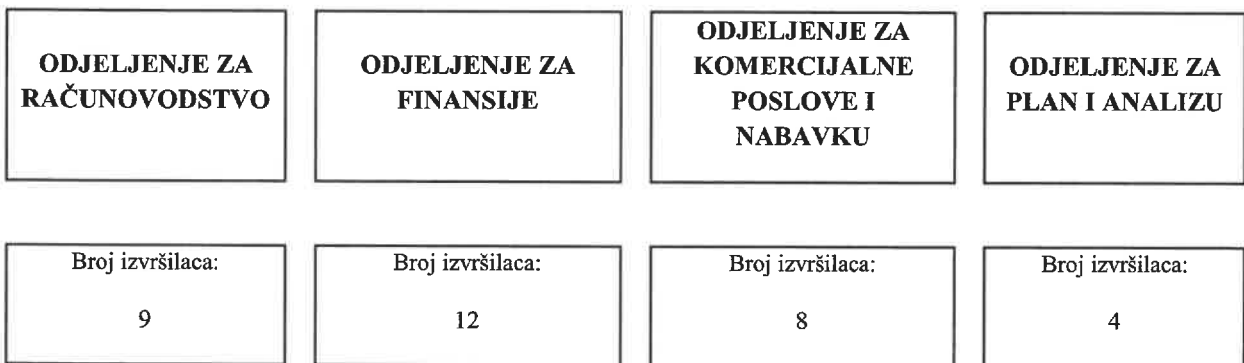 ODJELJENJE ZA
RAČUNOVODSTVO
ODJELJENJE ZA
FINANSIJE
ODJELJENJE ZA
KOMERCIJALNE
POSLOVE I
NABAVKU
ODJELJENJE ZA
PLAN I ANALIZU
Broj izvršilaca:
9
Broj izvršilaca:
12
Broj izvršilaca:
8
Broj izvršilaca:
4